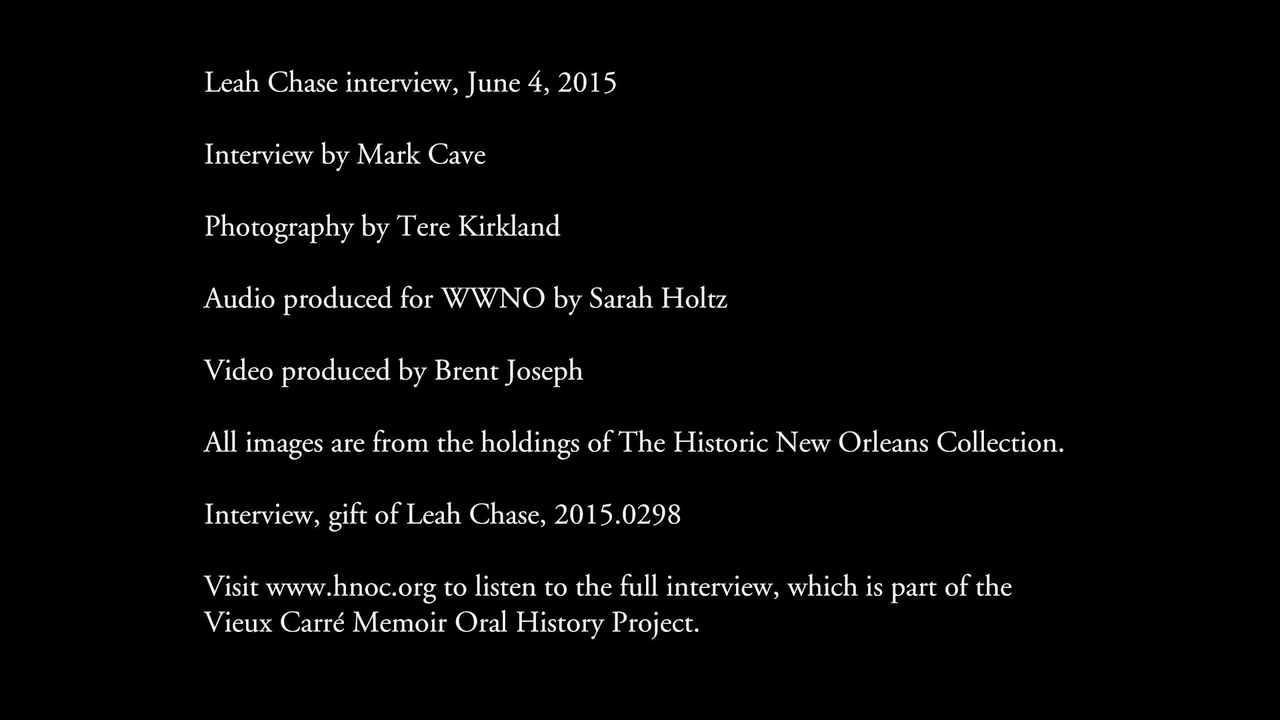 Leah Chase interview, June 4, 2015
Interview by Mark Cave
Photography by Tere Kirkland
Audio produced for WWNO by Sarah Holtz
Video produced by Brent Joseph
All images are from the holdings of The Historic New Orleans Collection.
Interview, gift of Leah Chase, 2015.0298
Visit www.hnoc.org to listen to the full interview, which is part of the
Vieux Carré Memoir Oral History Project.